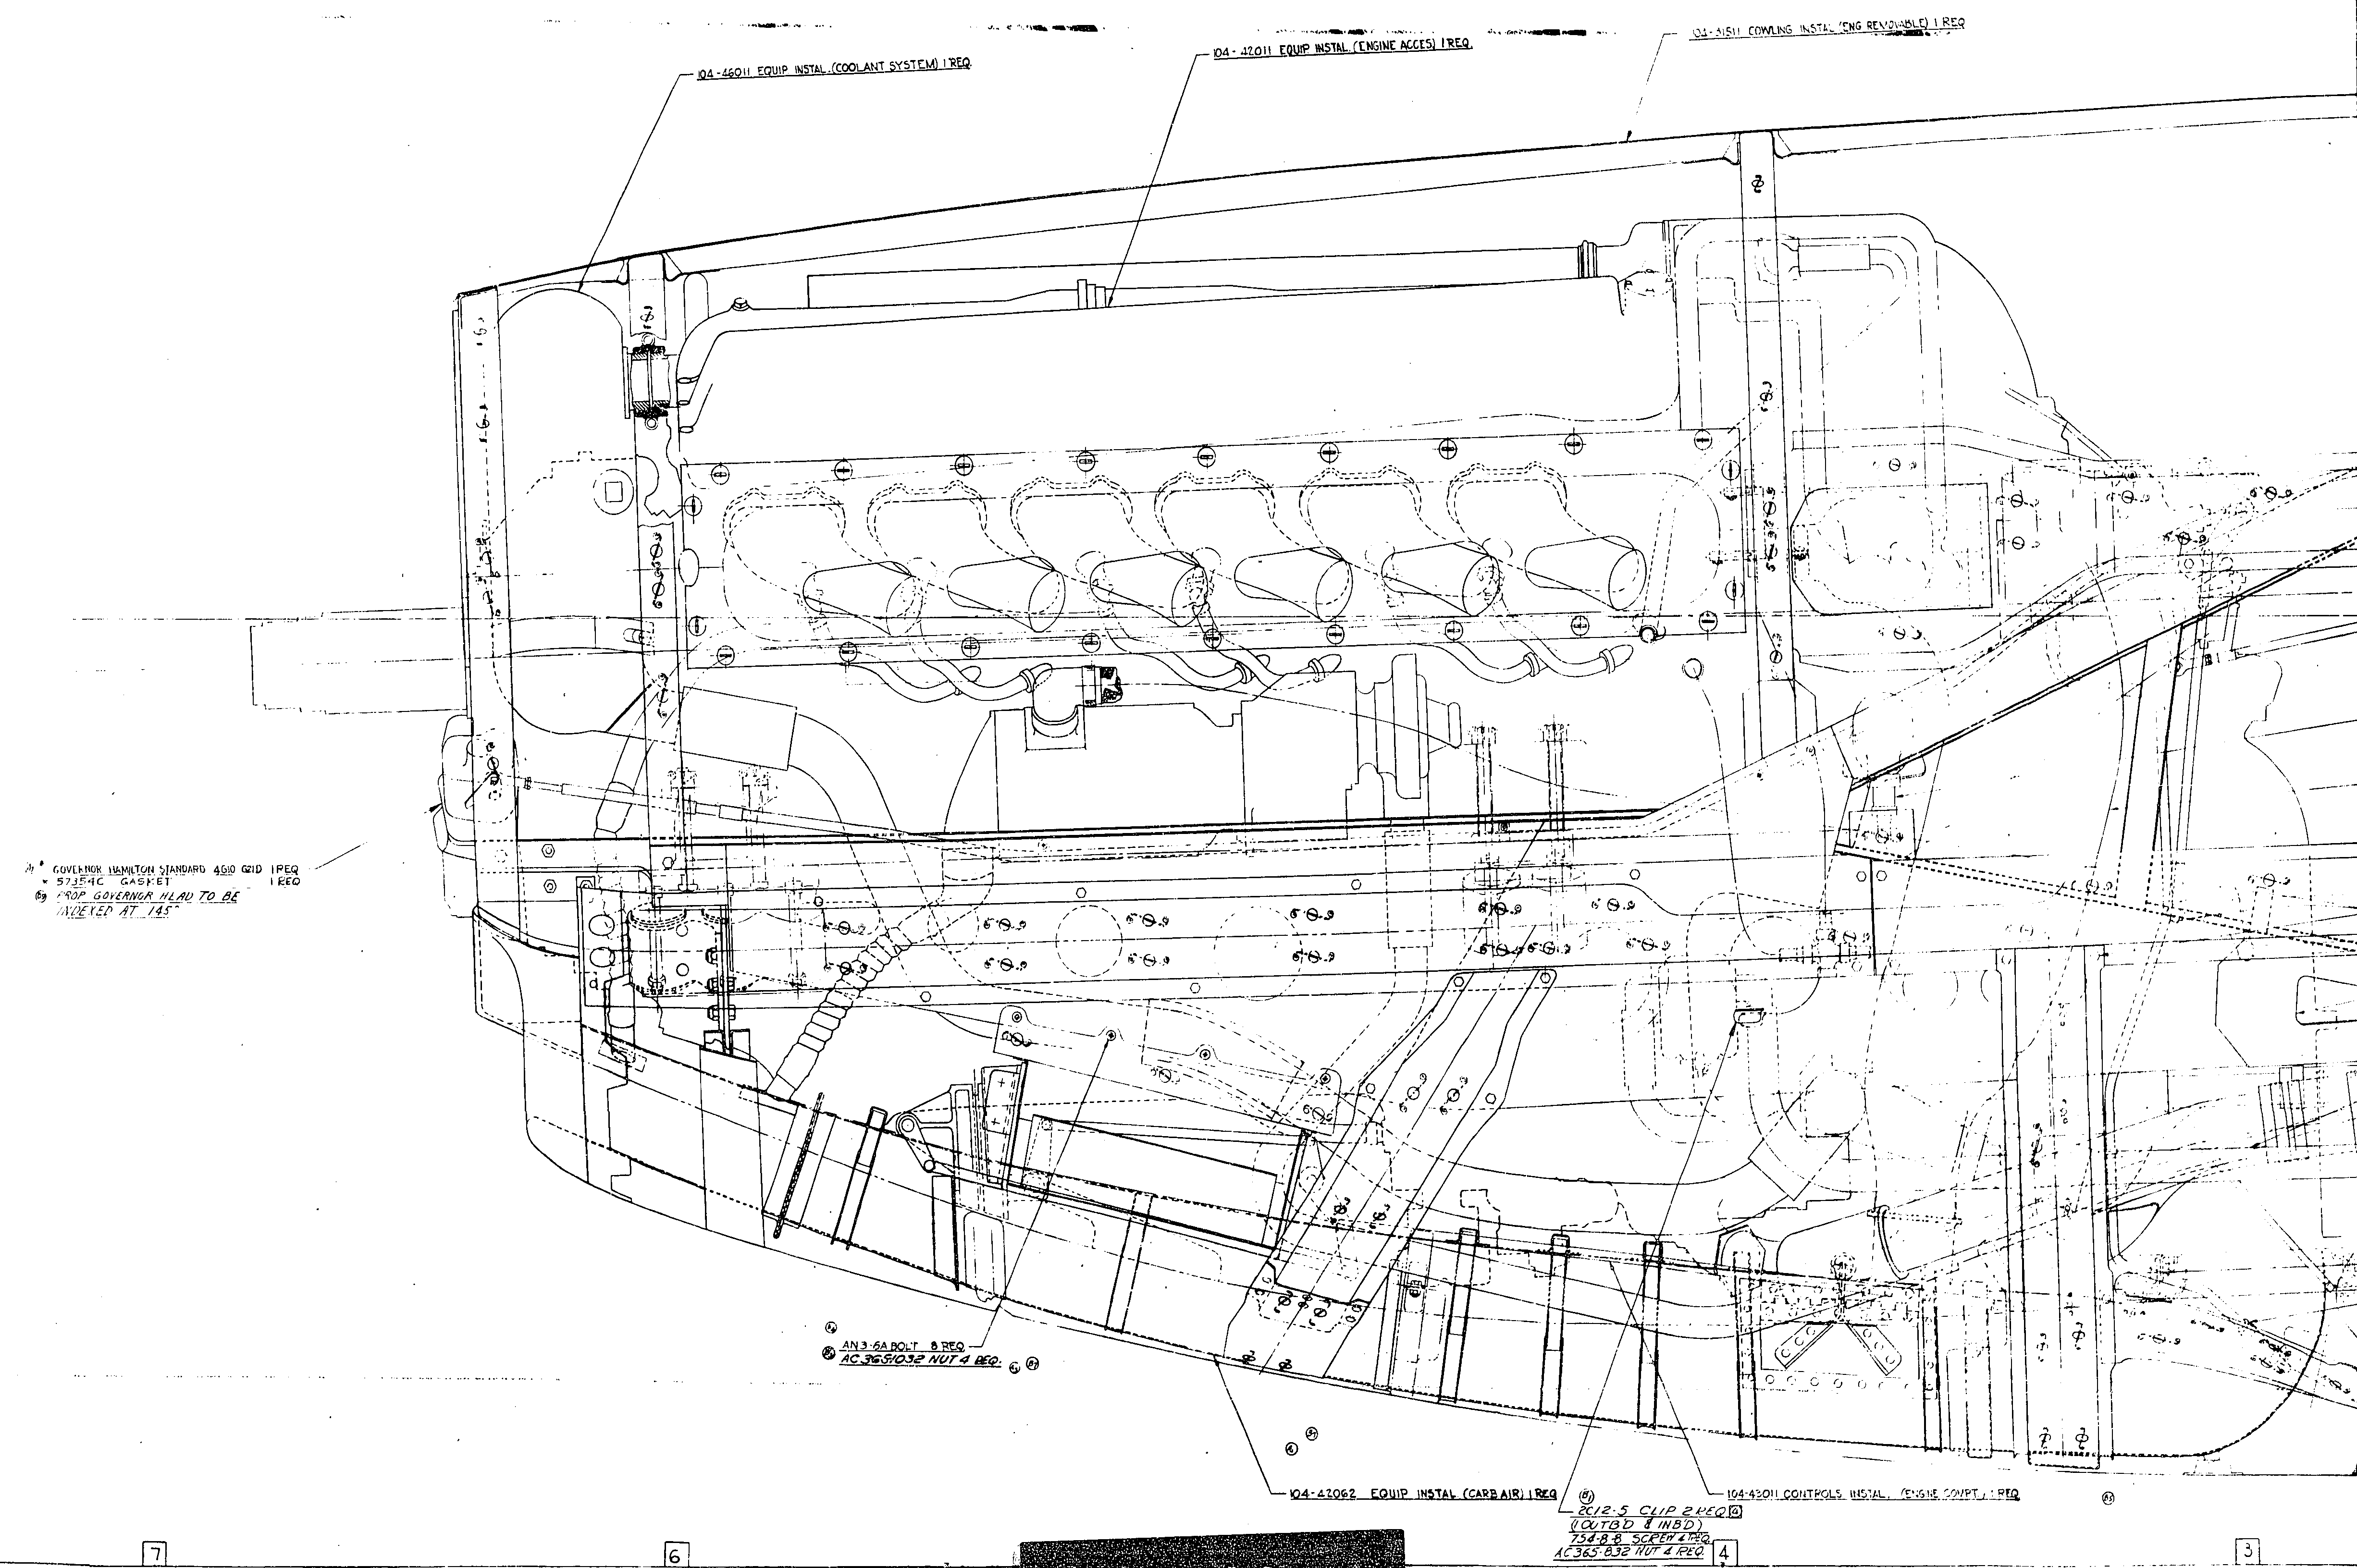 104-46011 EQUIP INSTAL. (COOLANT SYSTEM) 1 REQ
104-42011 EQUIP INSTAL. (ENGINE ACCES) 1 REQ.
104-31511 COWLING INSTAL (ENG REMOVABLE) 1 REQ
GOVERNOR HAMILTON STANDARD 4G10 G21D 1 REQ
* 57354C GASKET 1 REQ
PROP GOVERNOR HEAD TO BE
INDEXED AT 145°
AN3-6A BOLT 8 REQ
AC365-1032 NUT 4 REQ.
104-42062 EQUIP INSTAL (CARB AIR) 1 REQ
2C12-5 CLIP 2 REQ
(1 OUTB'D & INB'D)
754-8-8 SCREW 4 REQ
AC365-832 NUT 4 REQ.
104-43011 CONTROLS INSTAL. (ENGINE COMPT.) 1 REQ
7
6
4
3